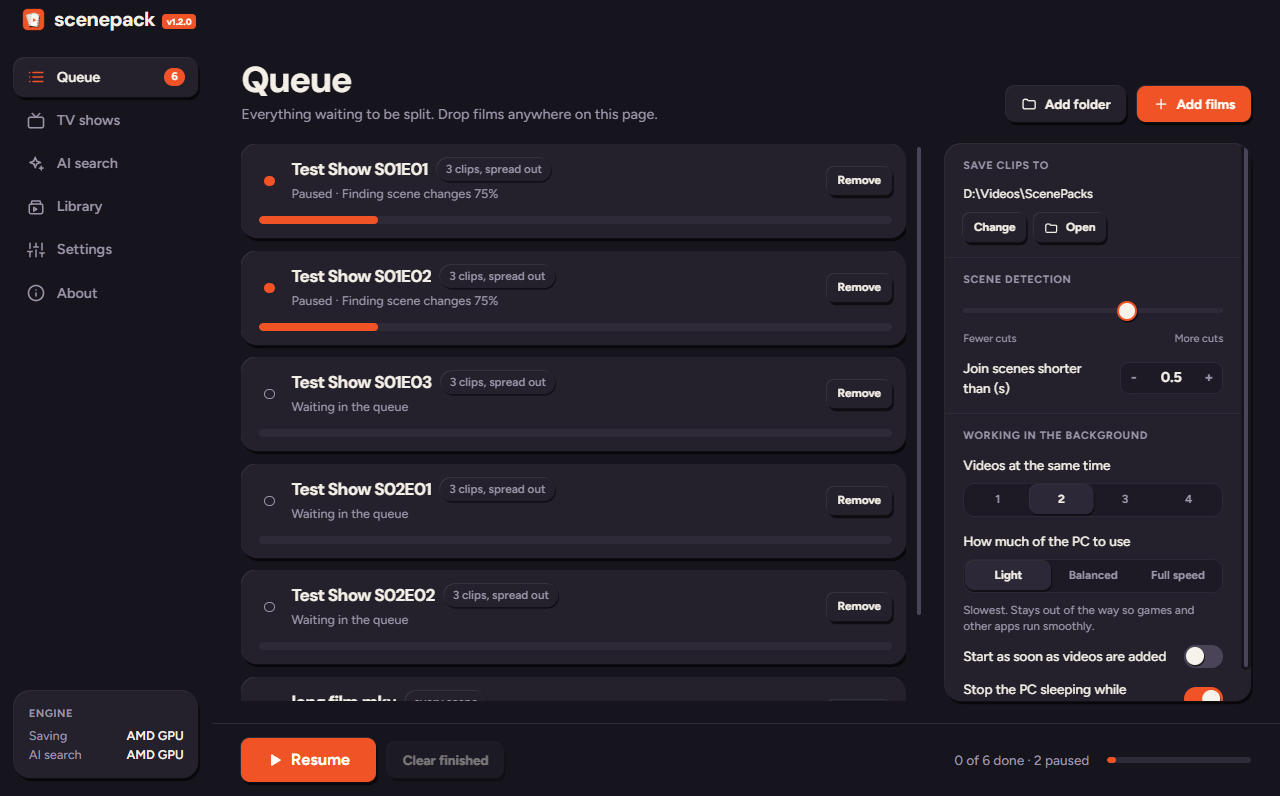 scenepack v1.2.0
Queue 6
TV shows
AI search
Library
Settings
About
ENGINE
Saving AMD GPU
AI search AMD GPU
Queue
Everything waiting to be split. Drop films anywhere on this page.
Add folder
Add films
Test Show S01E01 3 clips, spread out
Paused · Finding scene changes 75%
Remove
Test Show S01E02 3 clips, spread out
Paused · Finding scene changes 75%
Remove
Test Show S01E03 3 clips, spread out
Waiting in the queue
Remove
Test Show S02E01 3 clips, spread out
Waiting in the queue
Remove
Test Show S02E02 3 clips, spread out
Waiting in the queue
Remove
long film.mkv
SAVE CLIPS TO
D:\Videos\ScenePacks
Change Open
SCENE DETECTION
Fewer cuts More cuts
Join scenes shorter
than (s)
- 0.5 +
WORKING IN THE BACKGROUND
Videos at the same time
1 2 3 4
How much of the PC to use
Light Balanced Full speed
Slowest. Stays out of the way so games and
other apps run smoothly.
Start as soon as videos are added
Stop the PC sleeping while
Resume
Clear finished
0 of 6 done · 2 paused